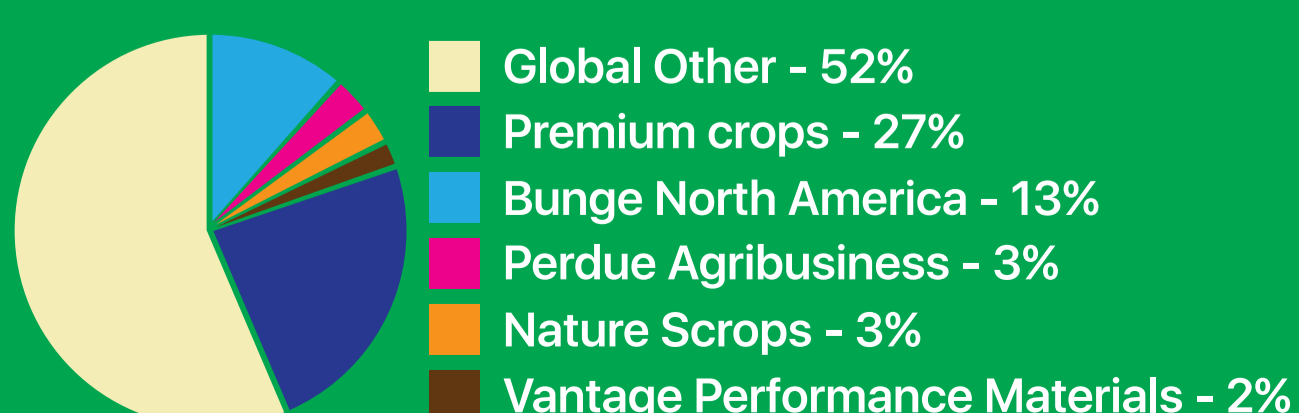 Global Other - 52%
Premium crops - 27%
Bunge North America - 13%
Perdue Agribusiness - 3%
Nature Scrops - 3%
Vantage Performance Materials - 2%